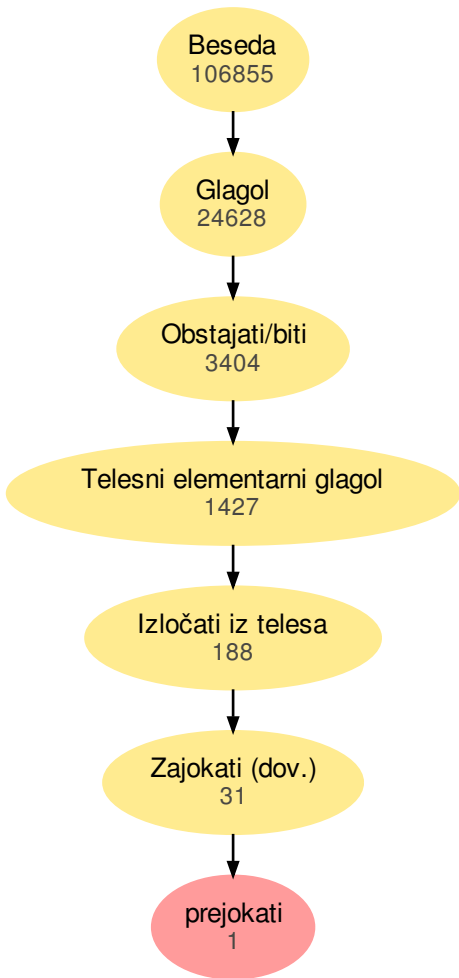 Beseda
106855
Glagol
24628
Obstajati/biti
3404
Telesni elementarni glagol
1427
Izločati iz telesa
188
Zajokati (dov.)
31
prejokati
1